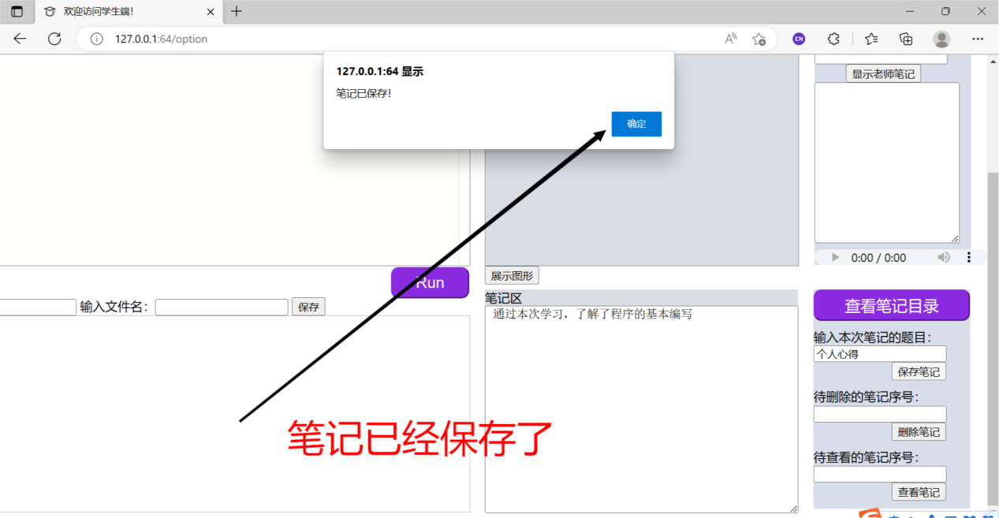 欢迎访问学生端!
127.0.0.1:64/option
A
EN
127.0.0.1:64 显示
笔记已保存!
确定
显示老师笔记
0:00 / 0:00
Run
展示图形
输入文件名：
保存
笔记区
通过本次学习，了解了程序的基本编写
查看笔记目录
输入本次笔记的题目：
个人心得
保存笔记
待删除的笔记序号：
删除笔记
待查看的笔记序号：
查看笔记
笔记已经保存了